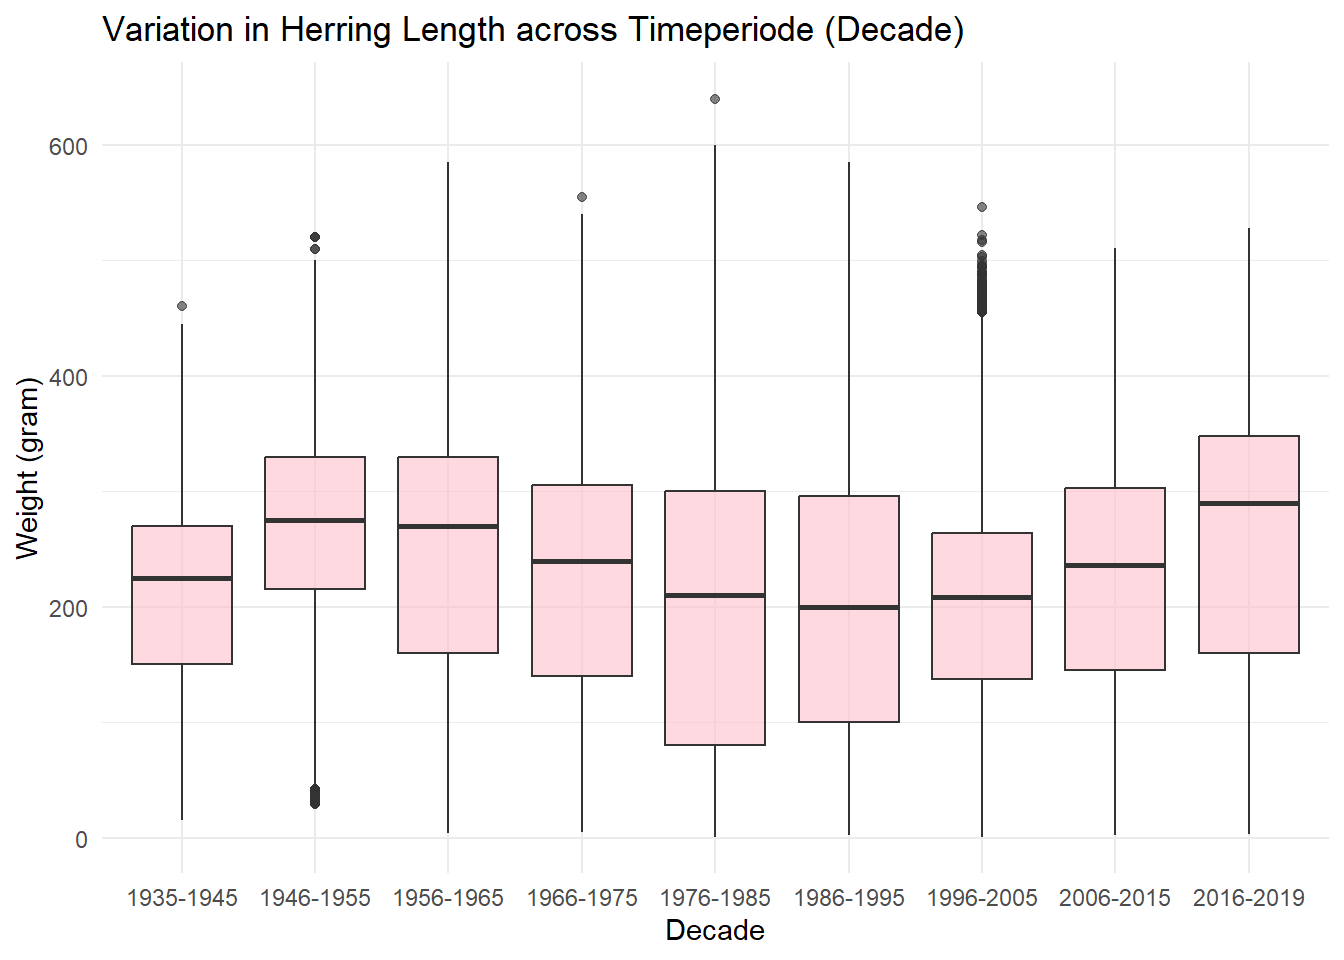 Variation in Herring Length across Timeperiode (Decade)
Weight (gram)
600
400
200
0
1935-1945 1946-1955 1956-1965 1966-1975 1976-1985 1986-1995 1996-2005 2006-2015 2016-2019
Decade